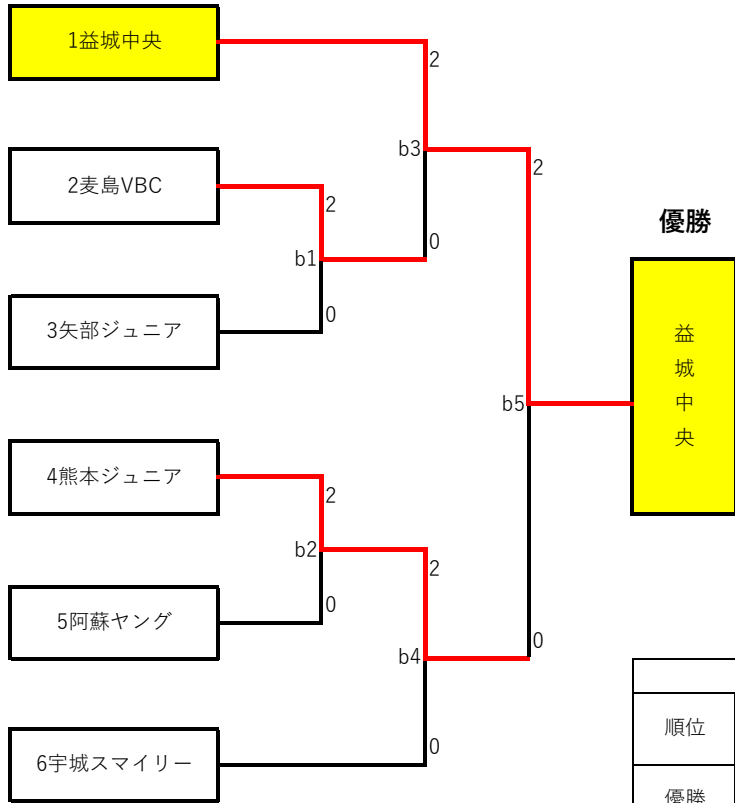 1益城中央
2
b3
2麦島VBC
2
2
優勝
b1
0
3矢部ジュニア
0
益
城
中
央
b5
4熊本ジュニア
2
b2
2
5阿蘇ヤング
0
b4
0
6宇城スマイリー
0
順位
優勝